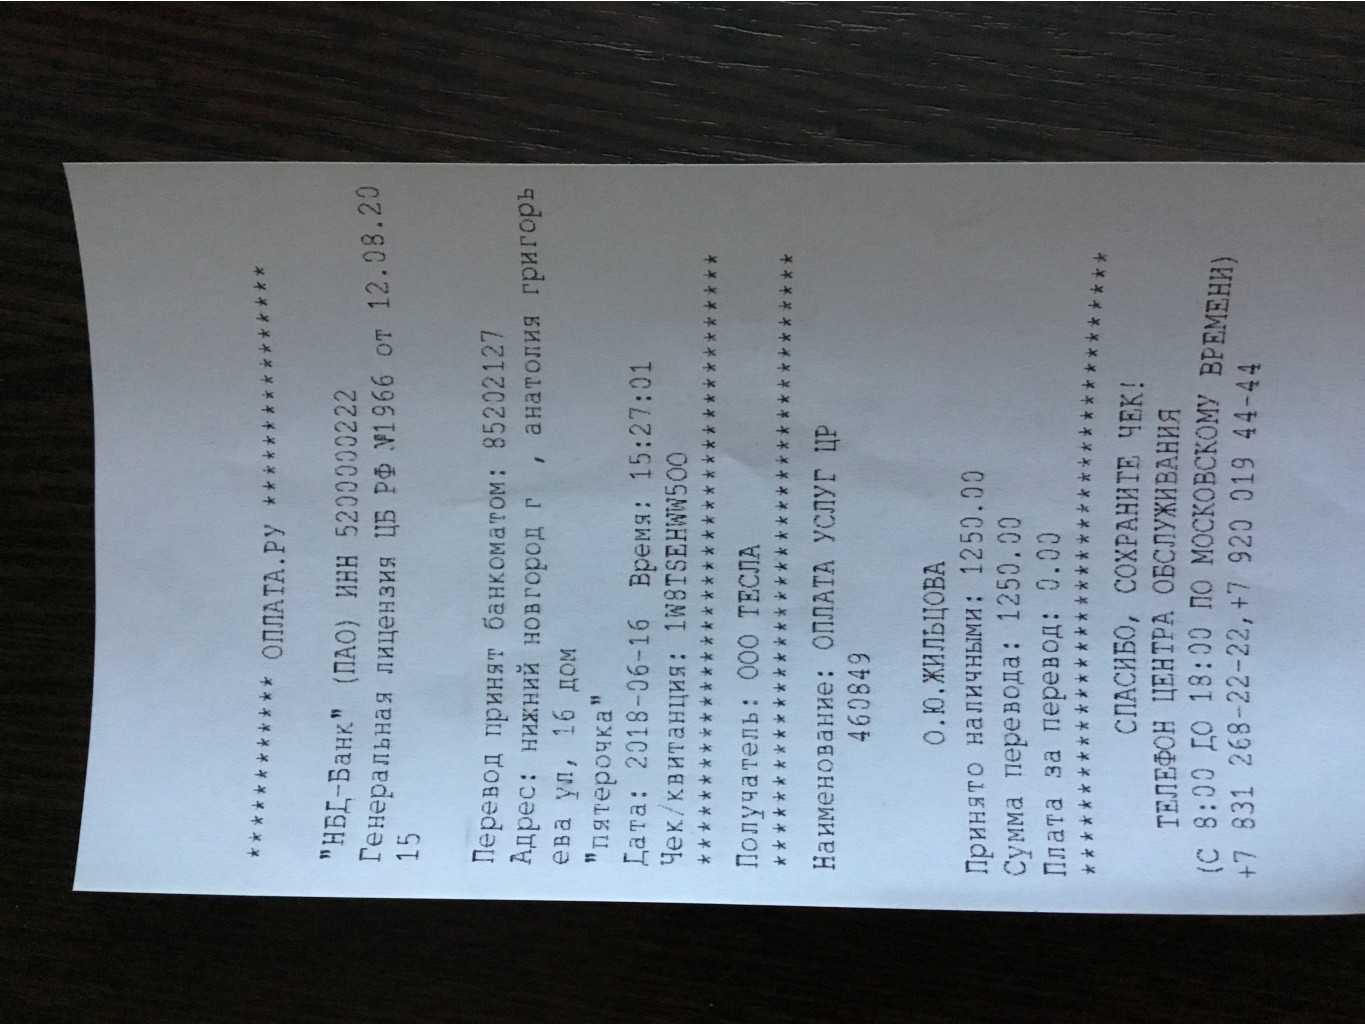 *********** ОПЛАТА.РУ ***************
"НБД-Банк" (ПАО) ИНН 5200000222
Генеральная лицензия ЦБ РФ №1966 от 12.08.20
15
Перевод принят банкоматом: 85202127
Адрес: нижний новгород г , анатолия григорь
ева ул, 16 дом
"пятерочка"
Дата: 2018-06-16 Время: 15:27:01
Чек/квитанция: 1W8TSEHWW500
****************************************
Получатель: ООО ТЕСЛА
****************************************
Наименование: ОПЛАТА УСЛУГ ЦР
460849
О.Ю.ЖИЛЬЦОВА
Принято наличными: 1250.00
Сумма перевода: 1250.00
Плата за перевод: 0.00
****************************************
СПАСИБО, СОХРАНИТЕ ЧЕК!
ТЕЛЕФОН ЦЕНТРА ОБСЛУЖИВАНИЯ
(С 8:00 ДО 18:00 ПО МОСКОВСКОМУ ВРЕМЕНИ)
+7 831 268-22-22,+7 920 019 44-44